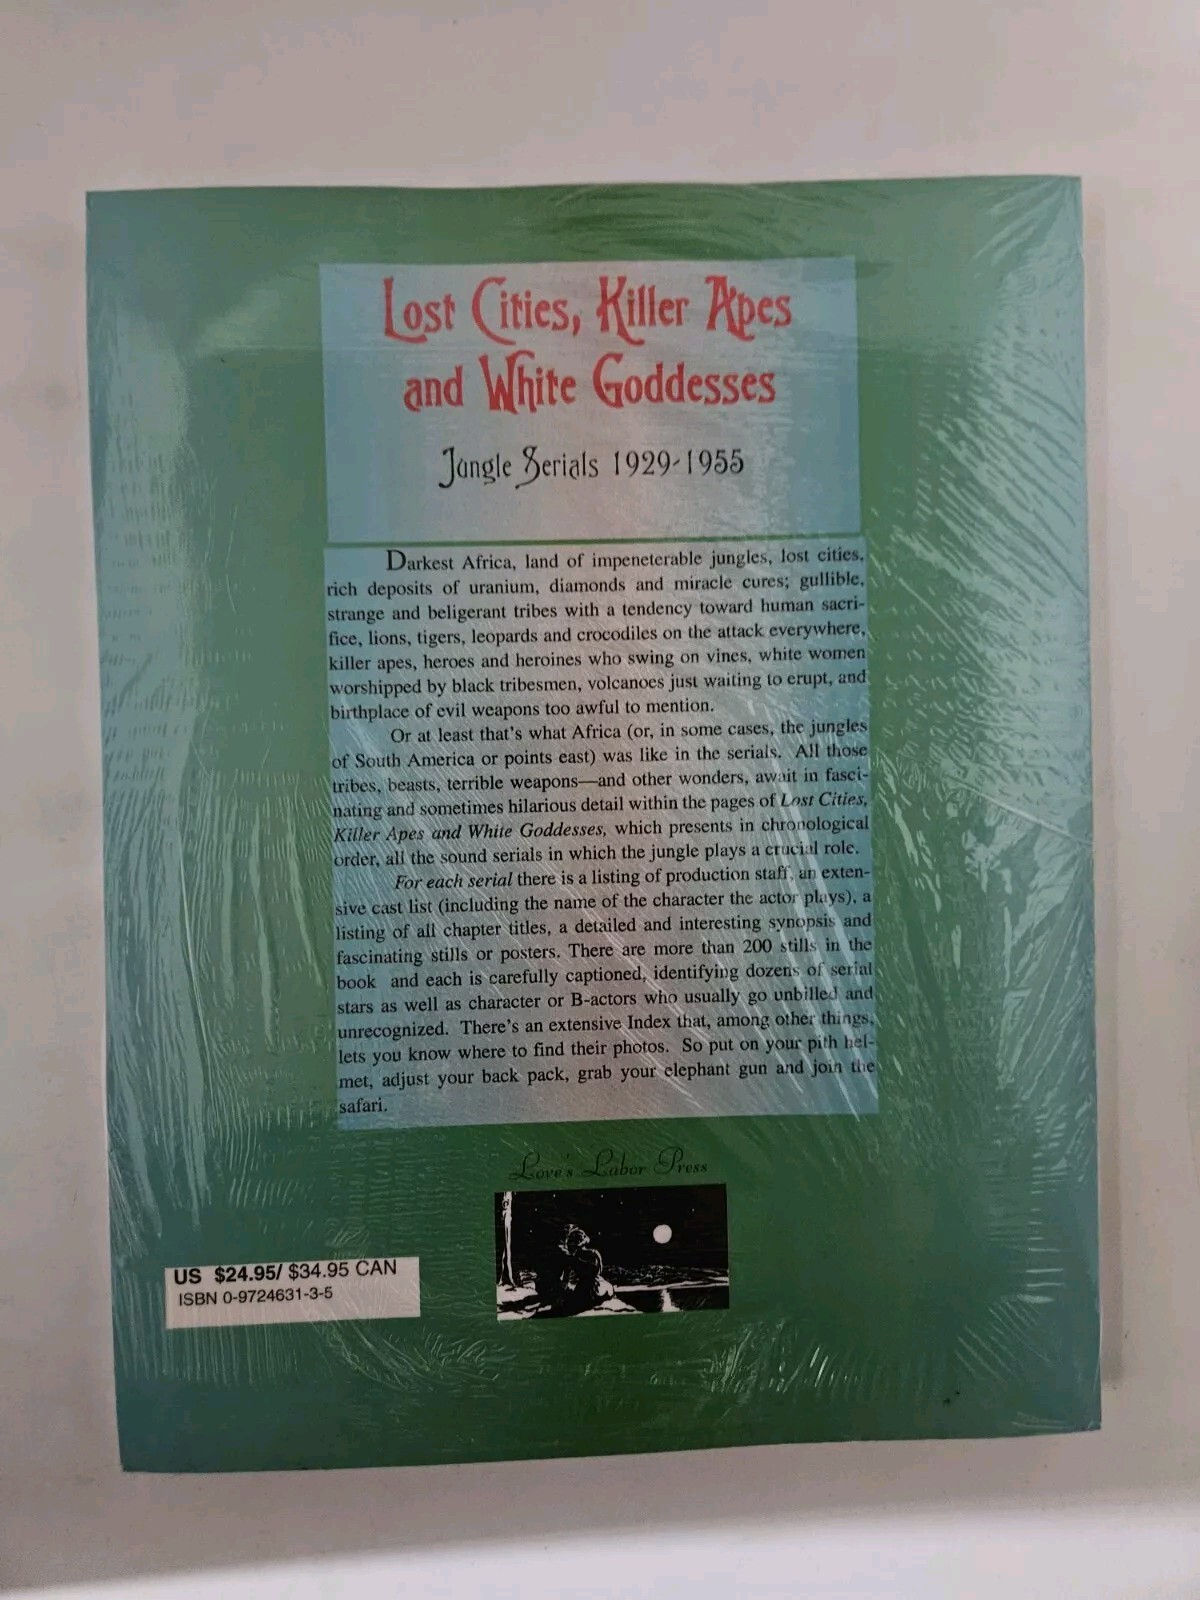 Lost Cities, Killer Apes
and White Goddesses
Jungle Serials 1929-1955
Darkest Africa, land of impeneterable jungles, lost cities,
rich deposits of uranium, diamonds and miracle cures; gullible,
strange and beligerant tribes with a tendency toward human sacri-
fice, lions, tigers, leopards and crocodiles on the attack everywhere,
killer apes, heroes and heroines who swing on vines, white women
worshipped by black tribesmen, volcanoes just waiting to erupt, and
birthplace of evil weapons too awful to mention.
Or at least that's what Africa (or, in some cases, the jungles
of South America or points east) was like in the serials. All those
tribes, beasts, terrible weapons—and other wonders, await in fasci-
nating and sometimes hilarious detail within the pages of Lost Cities,
Killer Apes and White Goddesses, which presents in chronological
order, all the sound serials in which the jungle plays a crucial role.
For each serial there is a listing of production staff, an exten-
sive cast list (including the name of the character the actor plays), a
listing of all chapter titles, a detailed and interesting synopsis and
fascinating stills or posters. There are more than 200 stills in the
book and each is carefully captioned, identifying dozens of serial
stars as well as character or B-actors who usually go unbilled and
unrecognized. There's an extensive Index that, among other things,
lets you know where to find their photos. So put on your pith hel-
met, adjust your back pack, grab your elephant gun and join the
safari.
Love's Labor Press
US $24.95/ $34.95 CAN
ISBN 0-9724631-3-5